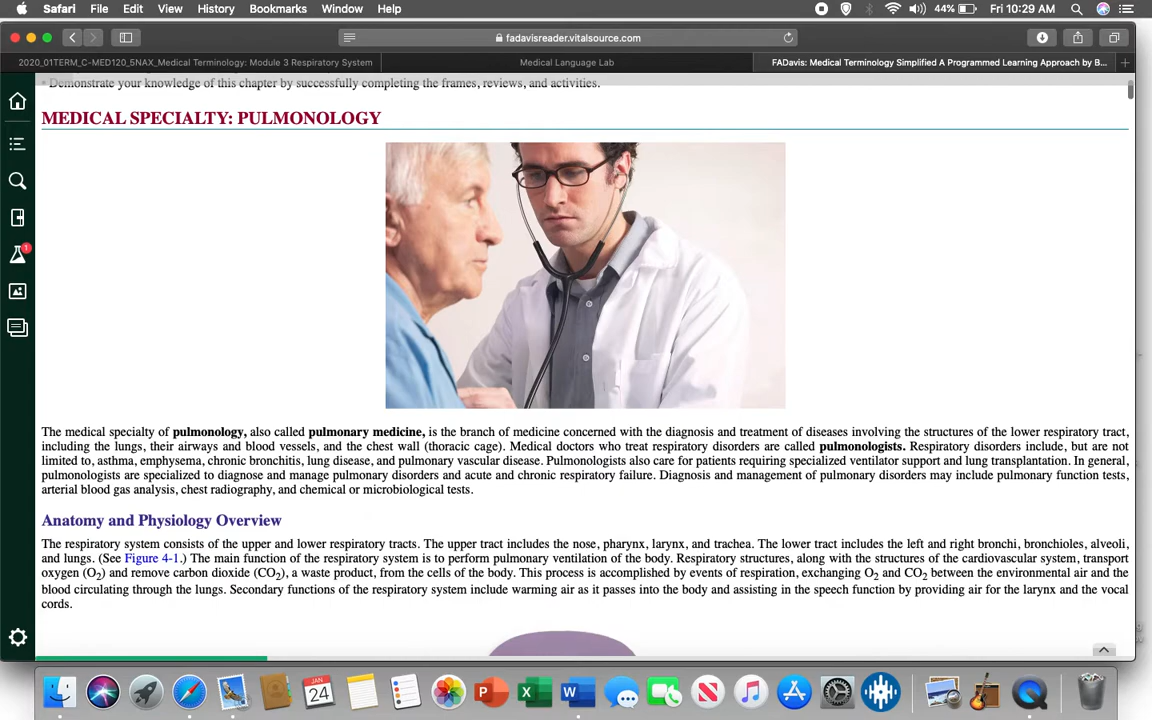 Safari File Edit View History Bookmarks Window Help 44% Fri 10:29 AM
fadavisreader.vitalsource.com
2020_01TERM_C-MED120_5NAX_Medical Terminology: Module 3 Respiratory System Medical Language Lab FADavis: Medical Terminology Simplified A Programmed Learning Approach by B...
• Demonstrate your knowledge of this chapter by successfully completing the frames, reviews, and activities.
MEDICAL SPECIALTY: PULMONOLOGY
1
The medical specialty of pulmonology, also called pulmonary medicine, is the branch of medicine concerned with the diagnosis and treatment of diseases involving the structures of the lower respiratory tract,
including the lungs, their airways and blood vessels, and the chest wall (thoracic cage). Medical doctors who treat respiratory disorders are called pulmonologists. Respiratory disorders include, but are not
limited to, asthma, emphysema, chronic bronchitis, lung disease, and pulmonary vascular disease. Pulmonologists also care for patients requiring specialized ventilator support and lung transplantation. In general,
pulmonologists are specialized to diagnose and manage pulmonary disorders and acute and chronic respiratory failure. Diagnosis and management of pulmonary disorders may include pulmonary function tests,
arterial blood gas analysis, chest radiography, and chemical or microbiological tests.
Anatomy and Physiology Overview
The respiratory system consists of the upper and lower respiratory tracts. The upper tract includes the nose, pharynx, larynx, and trachea. The lower tract includes the left and right bronchi, bronchioles, alveoli,
and lungs. (See Figure 4-1.) The main function of the respiratory system is to perform pulmonary ventilation of the body. Respiratory structures, along with the structures of the cardiovascular system, transport
oxygen (O2) and remove carbon dioxide (CO2), a waste product, from the cells of the body. This process is accomplished by events of respiration, exchanging O2 and CO2 between the environmental air and the
blood circulating through the lungs. Secondary functions of the respiratory system include warming air as it passes into the body and assisting in the speech function by providing air for the larynx and the vocal
cords.
JAN
24
P X W N